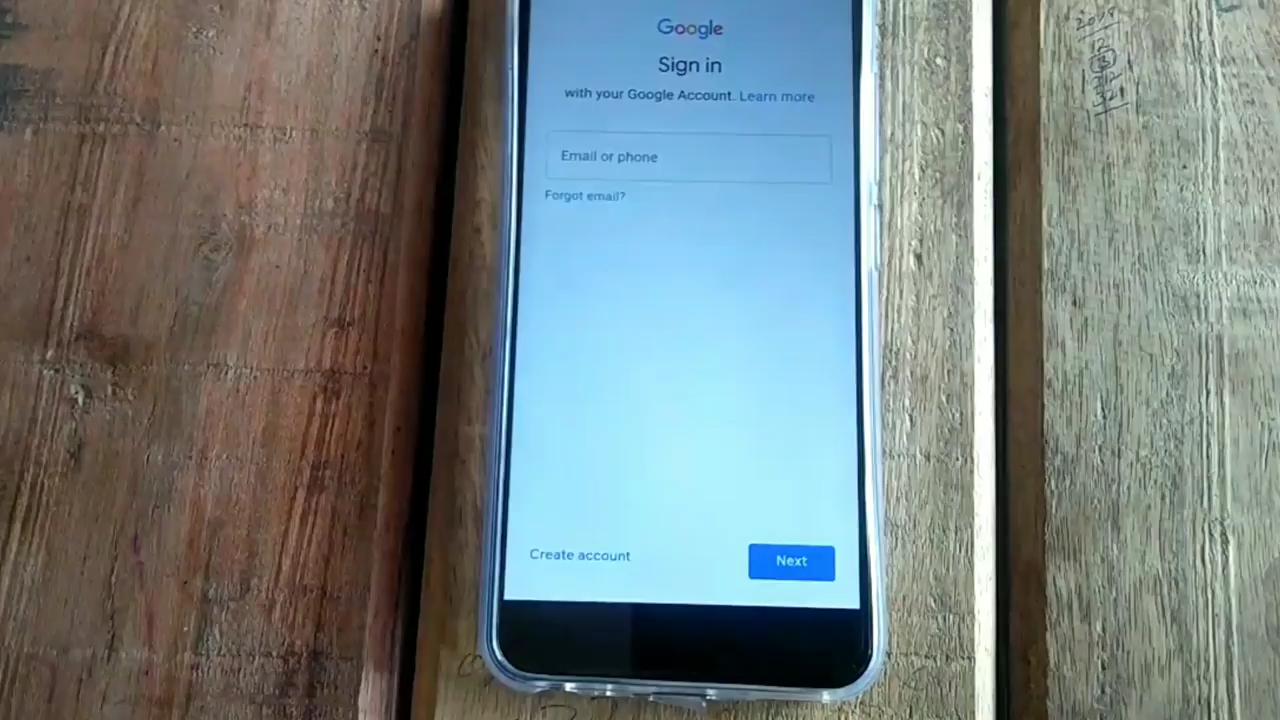 Google
Sign in
with your Google Account. Learn more
Email or phone
Forgot email?
Create account
Next